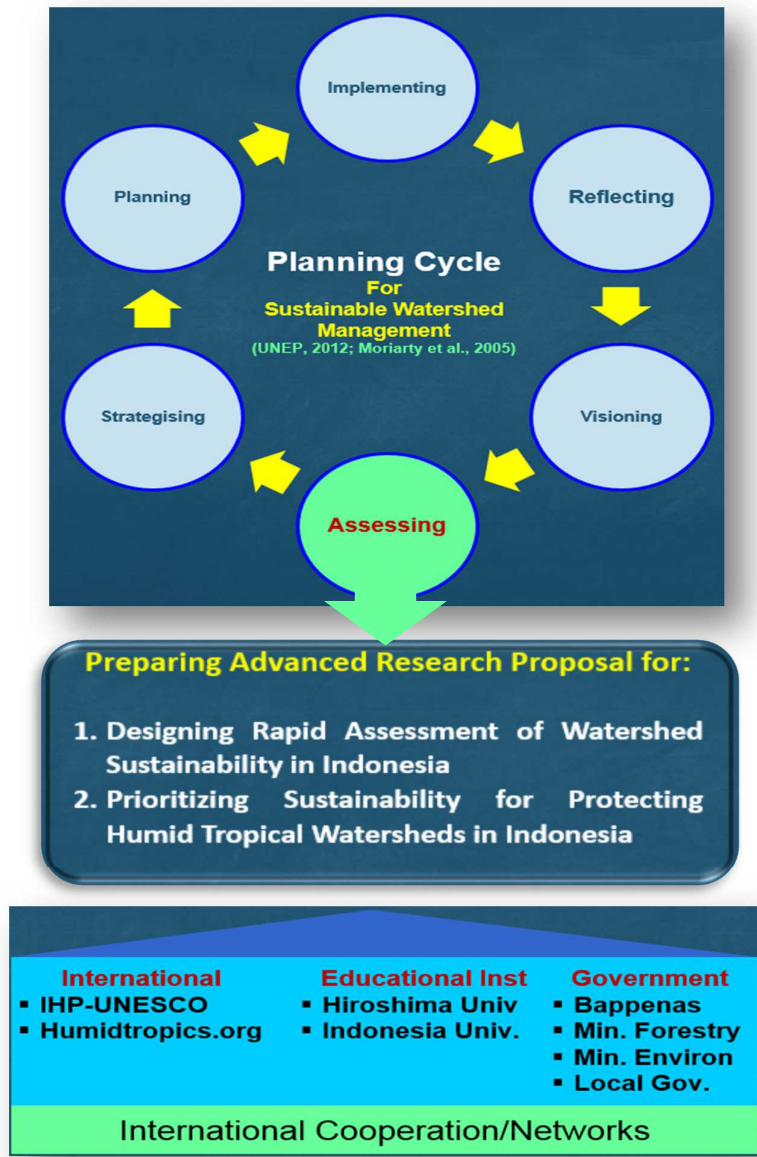 Implementing
Planning
Reflecting
Planning Cycle
For
Sustainable Watershed
Management
(UNEP, 2012; Moriarty et al., 2005)
Strategising
Visioning
Assessing
Preparing Advanced Research Proposal for:
1. Designing Rapid Assessment of Watershed
Sustainability in Indonesia
2. Prioritizing Sustainability for Protecting
Humid Tropical Watersheds in Indonesia
International
▪ IHP-UNESCO
▪ Humidtropics.org
Educational Inst
▪ Hiroshima Univ
▪ Indonesia Univ.
Government
▪ Bappenas
▪ Min. Forestry
▪ Min. Environ
▪ Local Gov.
International Cooperation/Networks